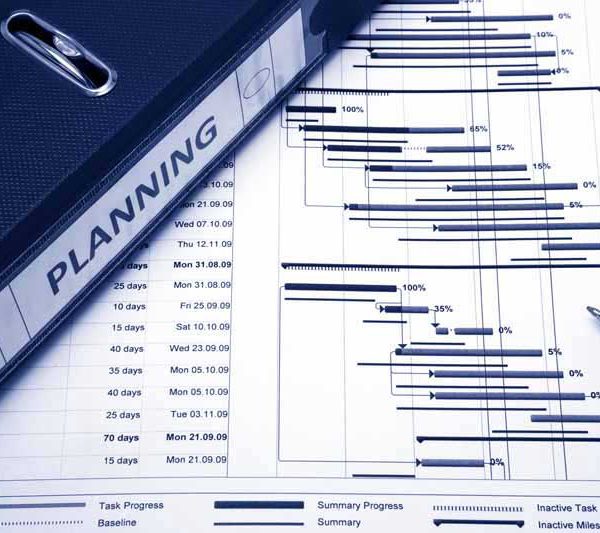 0%
10%
5%
0%
PLANNING
100%
65%
52%
15%
0%
Mon 21.09.09 5%
Wed 07.10.09
Thu 12.11.09
days Mon 31.08.09
25 days Mon 31.08.09 100%
10 days Fri 25.09.09 35%
15 days Sat 10.10.09 0%
40 days Wed 23.09.09 5%
35 days Mon 05.10.09 0%
40 days Mon 05.10.09 0%
25 days Tue 03.11.09
70 days Mon 21.09.09
15 days Mon 21.09.09 0%
Task Progress Summary Progress Inactive Task
Baseline Summary Inactive Miles